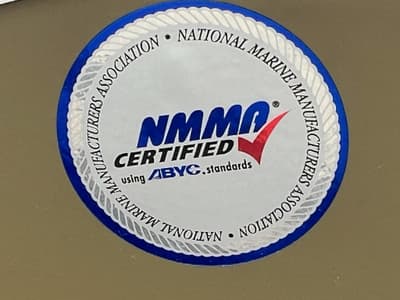 • NATIONAL MARINE MANUFACTURERS ASSOCIATION
• NATIONAL MARINE MANUFACTURERS ASSOCIATION
NMMA®
CERTIFIED
using ABYC. standards